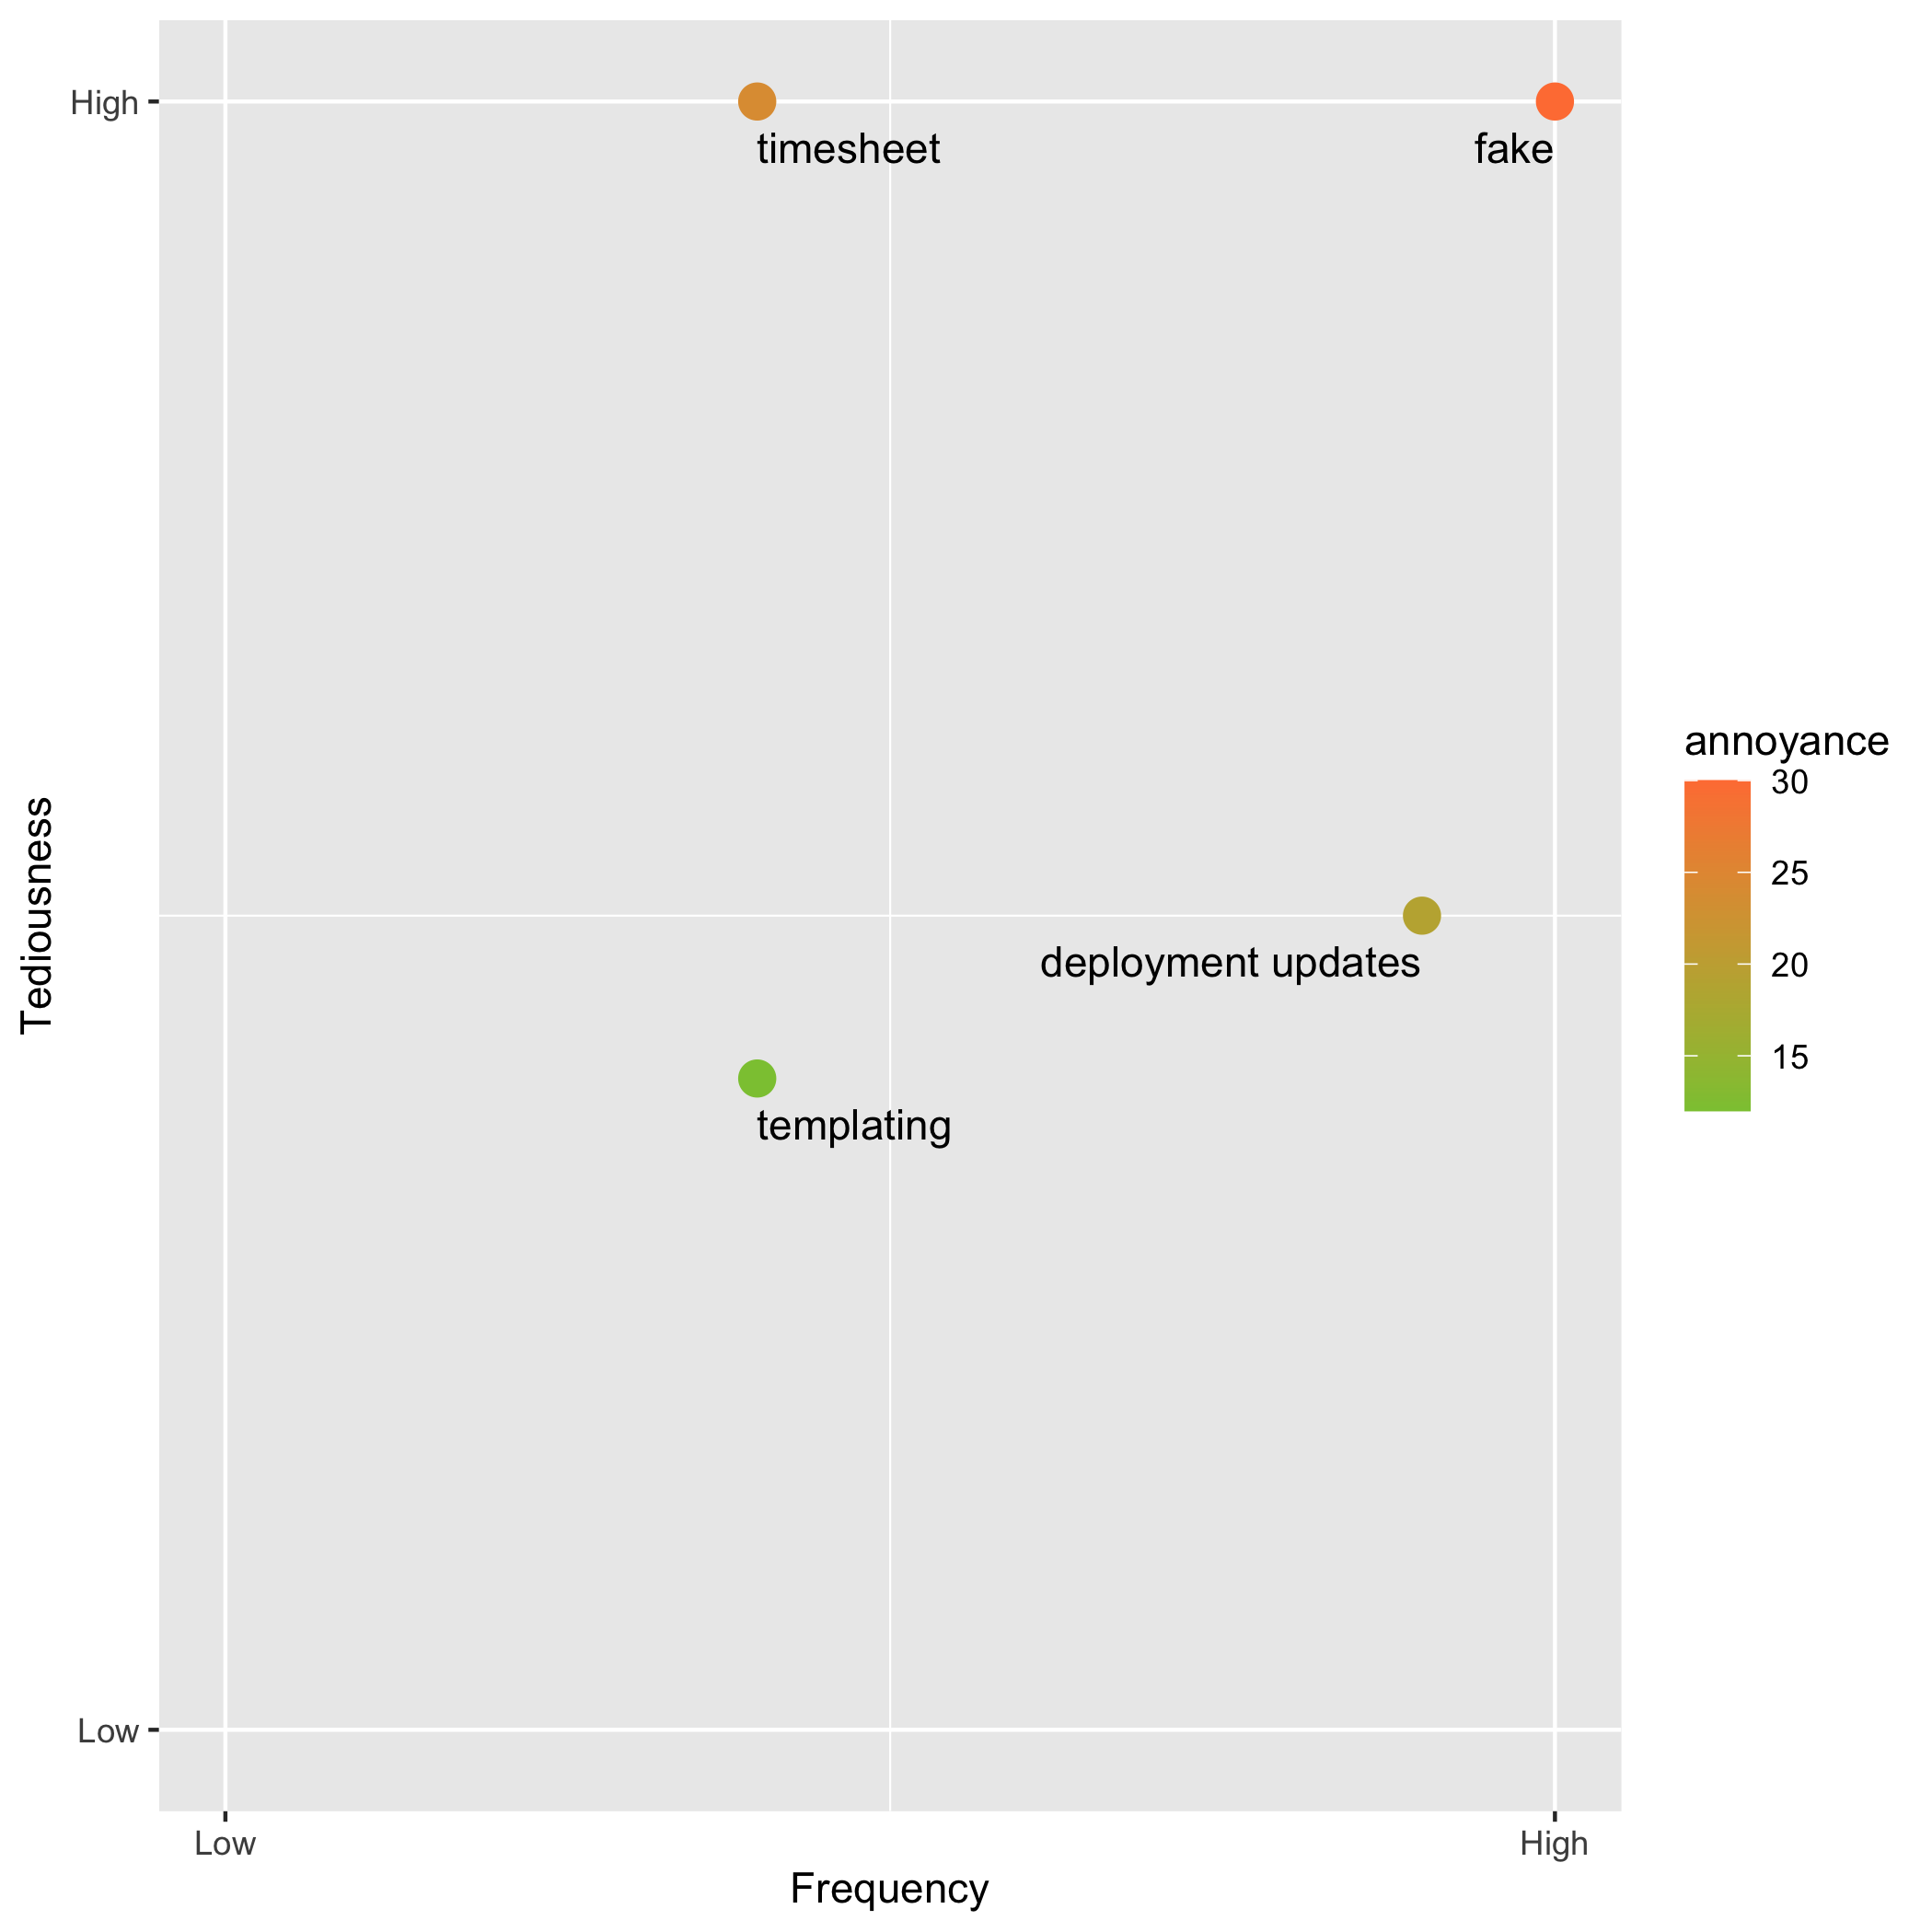 High
timesheet
fake
annoyance
30
25
20
15
Tediousness
deployment updates
templating
Low
Low
High
Frequency